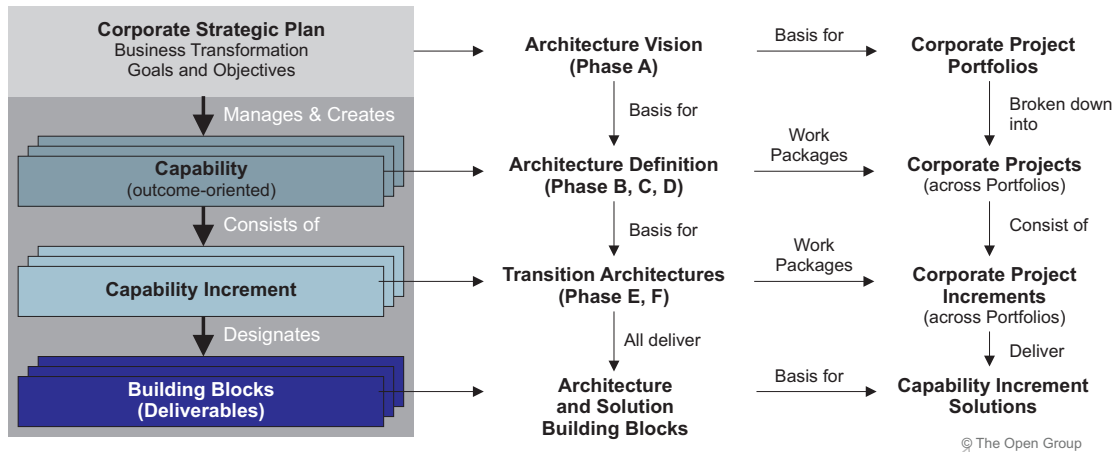 Corporate Strategic Plan
Business Transformation
Goals and Objectives
Architecture Vision
(Phase A)
Basis for
Corporate Project
Portfolios
Manages & Creates
Basis for
Broken down
into
Capability
(outcome-oriented)
Architecture Definition
(Phase B, C, D)
Work
Packages
Corporate Projects
(across Portfolios)
Consists of
Basis for
Consist of
Capability Increment
Transition Architectures
(Phase E, F)
Work
Packages
Corporate Project
Increments
(across Portfolios)
Designates
All deliver
Deliver
Building Blocks
(Deliverables)
Architecture
and Solution
Building Blocks
Basis for
Capability Increment
Solutions
© The Open Group